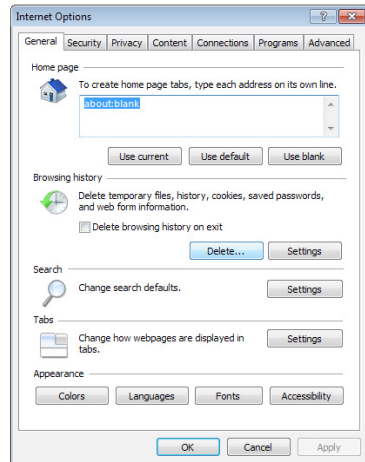 Internet Options
General Security Privacy Content Connections Programs Advanced
Home page
To create home page tabs, type each address on its own line.
about:blank
Use current Use default Use blank
Browsing history
Delete temporary files, history, cookies, saved passwords,
and web form information.
Delete browsing history on exit
Delete... Settings
Search
Change search defaults. Settings
Tabs
Change how webpages are displayed in
tabs.
Settings
Appearance
Colors Languages Fonts Accessibility
OK Cancel Apply